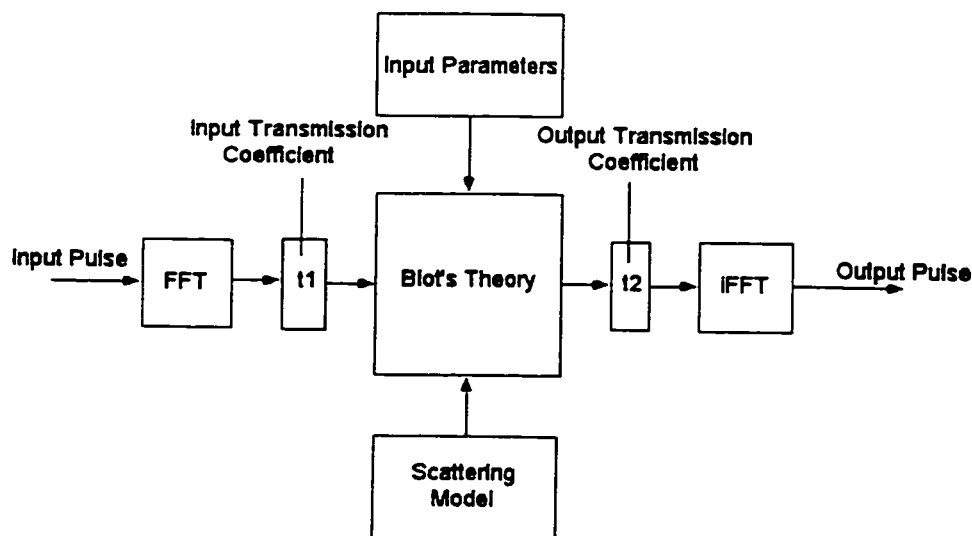 Input Parameters
Input Transmission
Coefficient
Output Transmission
Coefficient
Input Pulse
FFT
t1
Biot's Theory
t2
iFFT
Output Pulse
Scattering
Model